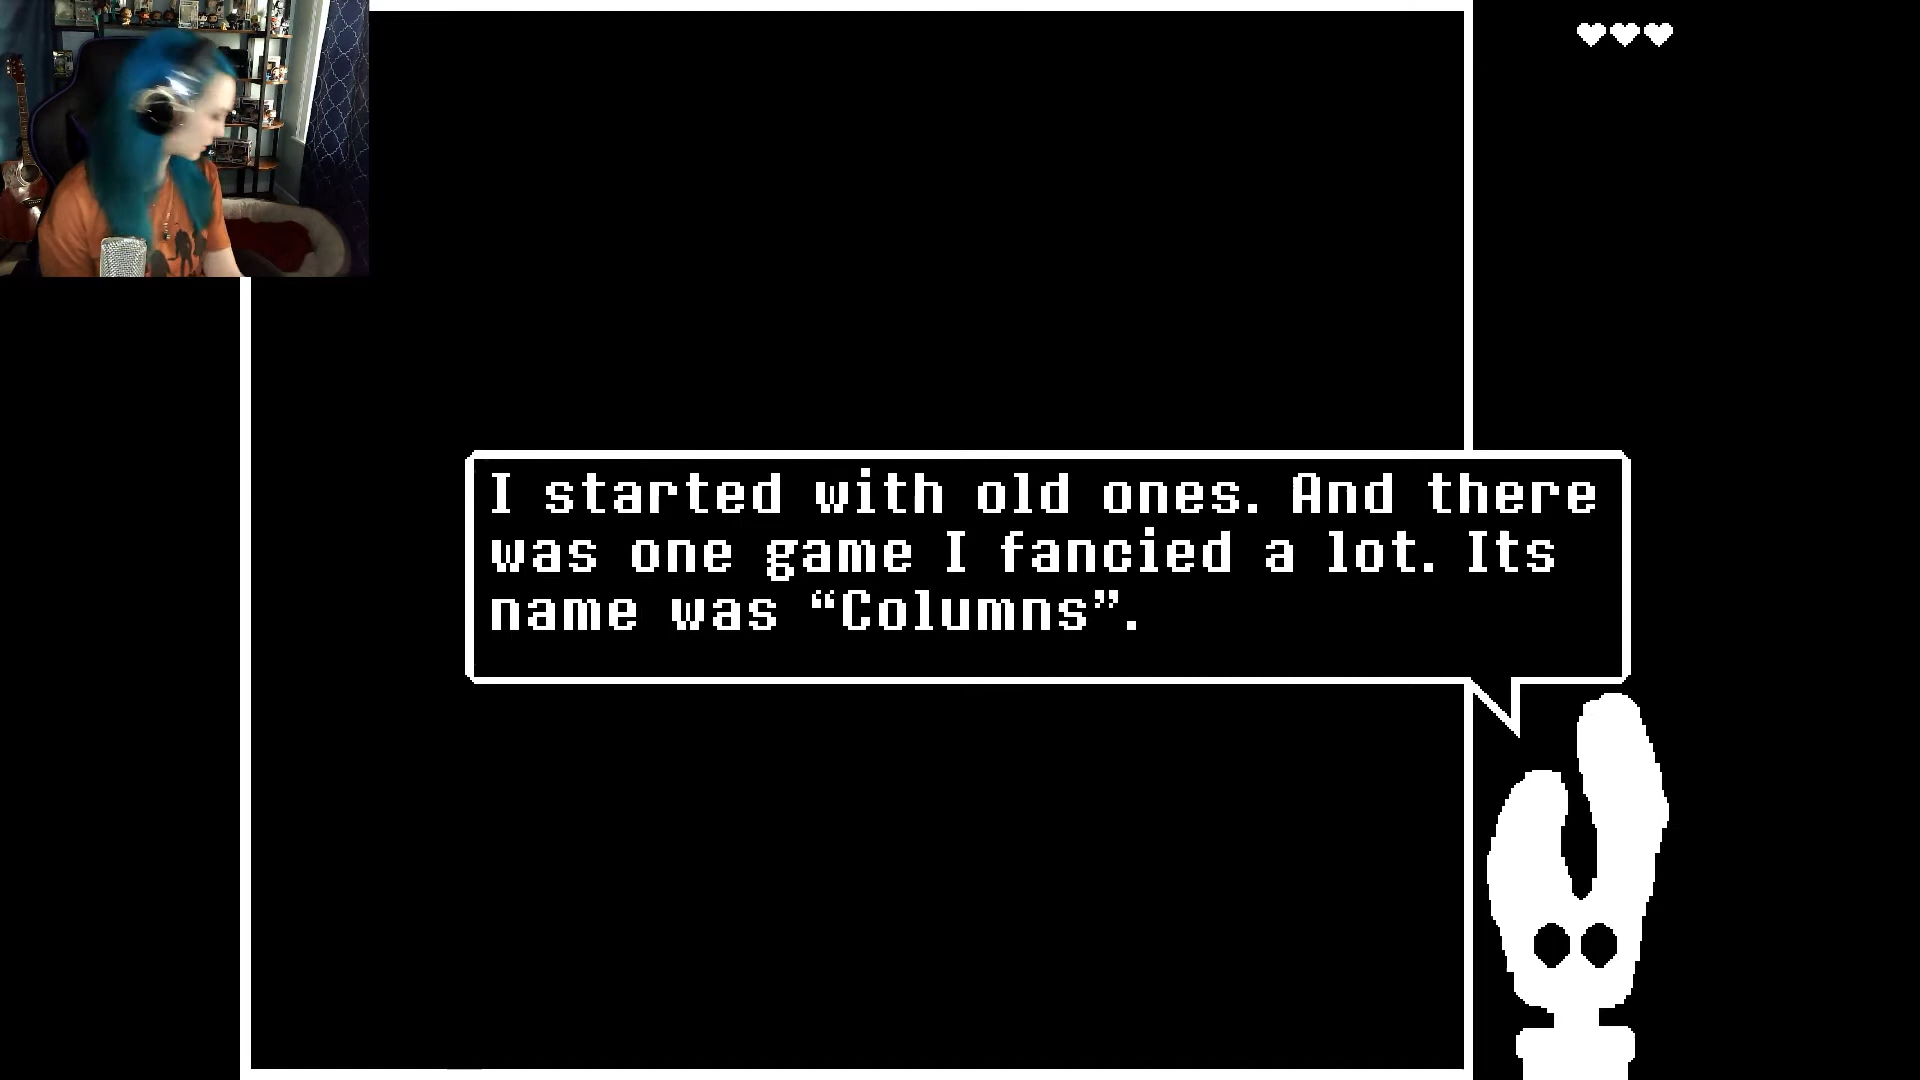 I started with old ones. And there
was one game I fancied a lot. Its
name was “Columns”.